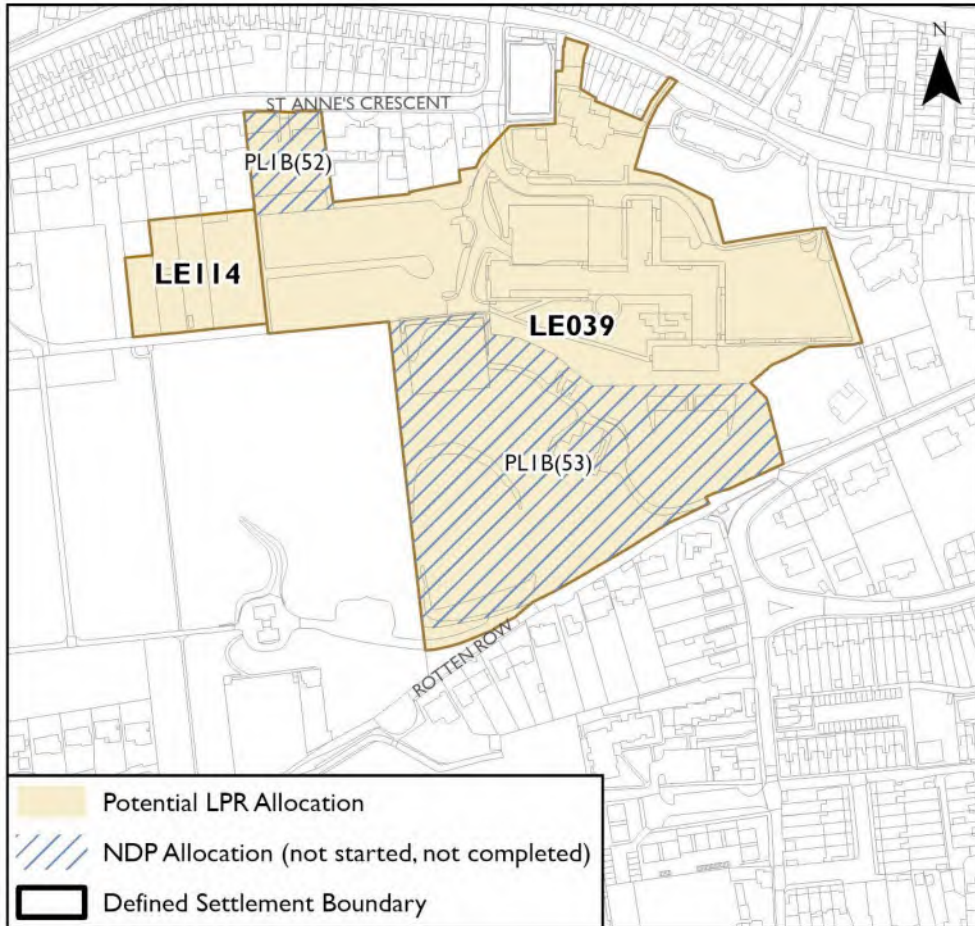 N
ST ANNE'S CRESCENT
PL1B(52)
LE114
LE039
PL1B(53)
ROTTEN ROW
Potential LPR Allocation
NDP Allocation (not started, not completed)
Defined Settlement Boundary